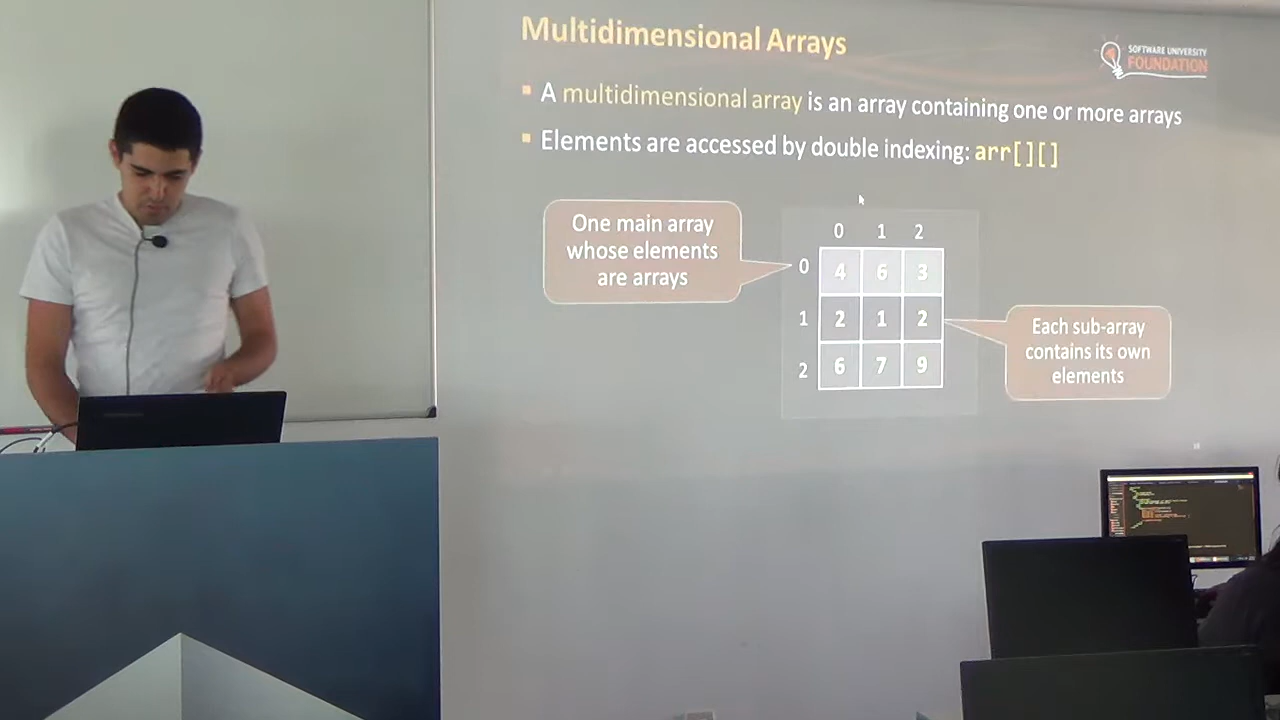 Multidimensional Arrays
SOFTWARE UNIVERSITY
FOUNDATION
A multidimensional array is an array containing one or more arrays
Elements are accessed by double indexing: arr[][]
One main array
whose elements
are arrays
0 1 2
0 4 6 3
1 2 1 2
2 6 7 9
Each sub-array
contains its own
elements